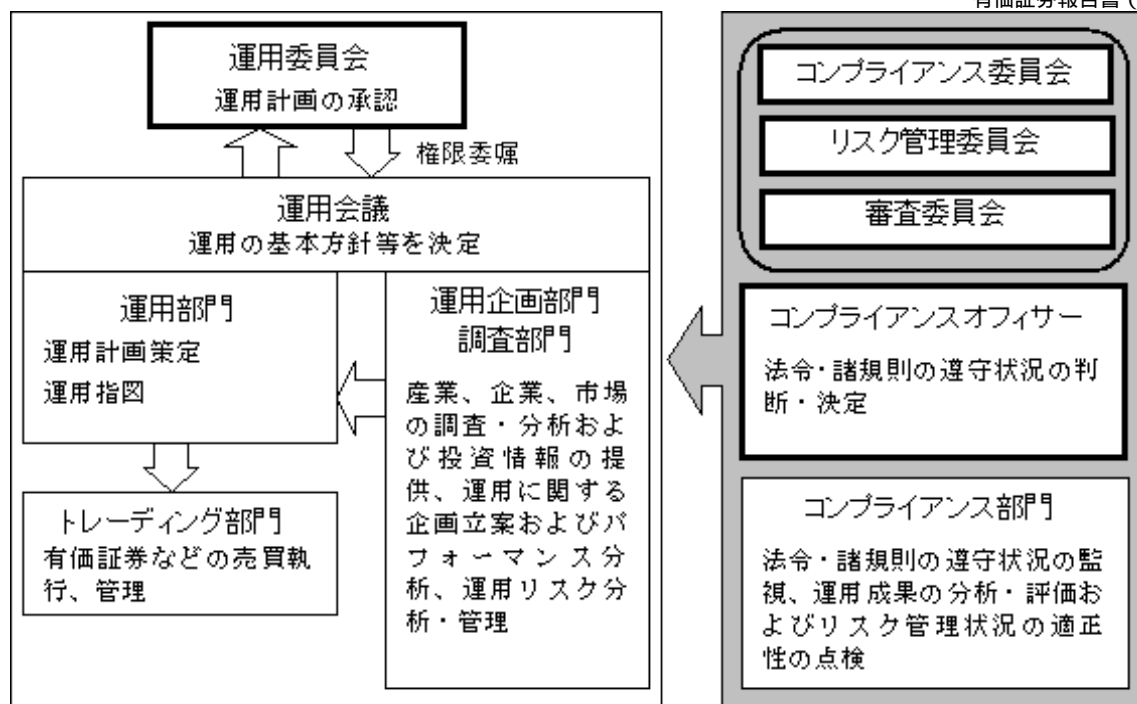 有価証券報告書(
運用委員会
運用計画の承認
権限委嘱
運用会議
運用の基本方針等を決定
運用部門
運用計画策定
運用指図
運用企画部門
調査部門
産業、企業、市場
の調査・分析およ
び投資情報の提
供、運用に関する
企画立案およびパ
フォーマンス分
析、運用リスク分
析・管理
トレーディング部門
有価証券などの売買執
行、管理
コンプライアンス委員会
リスク管理委員会
審査委員会
コンプライアンスオフィサー
法令・諸規則の遵守状況の判
断・決定
コンプライアンス部門
法令・諸規則の遵守状況の監
視、運用成果の分析・評価お
よびリスク管理状況の適正
性の点検